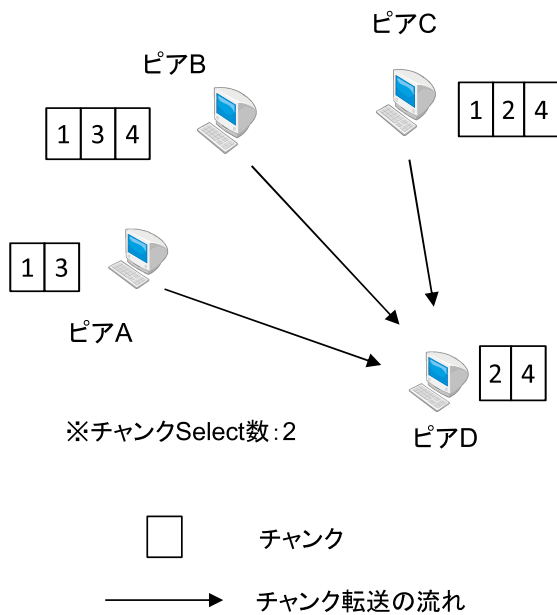 ピアC
ピアB
1 2 4
1 3 4
1 3
ピアA
2 4
※チャンクSelect数:2
ピアD
チャンク
チャンク転送の流れ